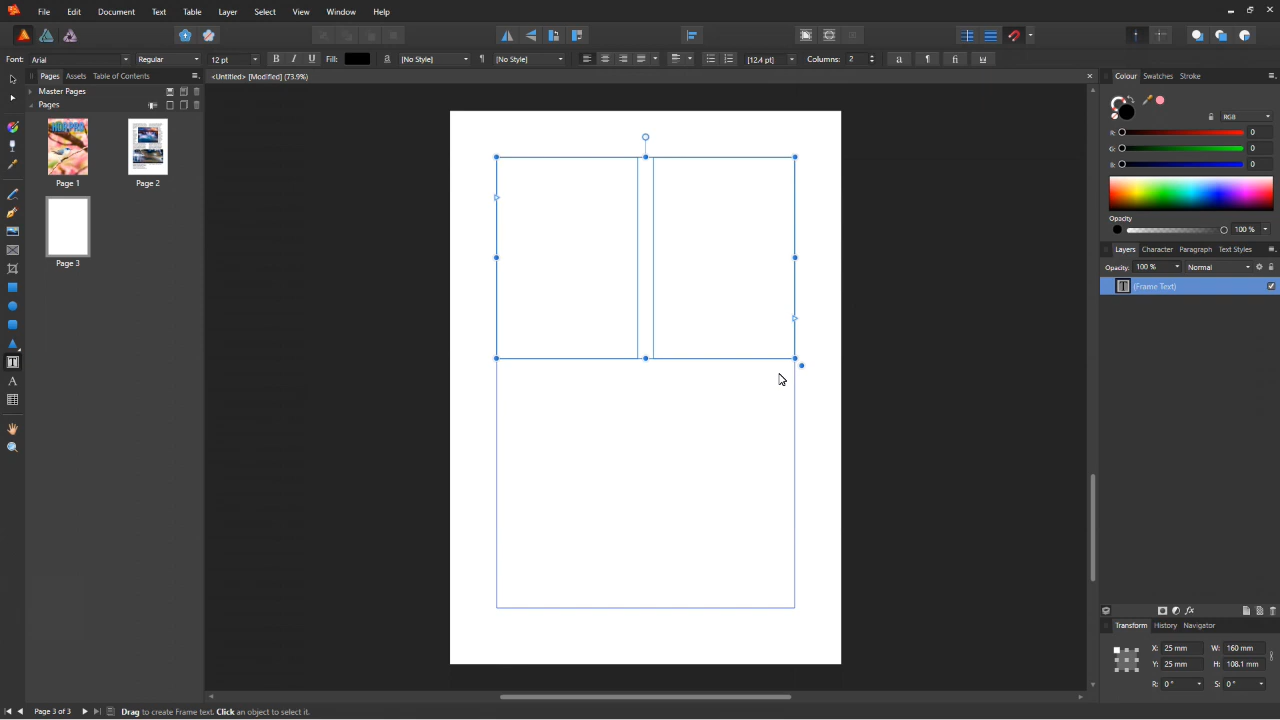 File Edit Document Text Table Layer Select View Window Help
Font: Arial Regular 12 pt B I U Fill: a [No Style] ¶ [No Style] [12.4 pt] Columns: 2 a ¶ fi U
Pages Assets Table of Contents
<Untitled> [Modified] (73.9%)
Master Pages
Pages
Page 1
Page 2
Page 3
T
A
Colour Swatches Stroke
RGB
R: 0
G: 0
B: 0
Opacity
100 %
Layers Character Paragraph Text Styles
Opacity: 100 % Normal
T (Frame Text)
fx
Transform History Navigator
X: 25 mm W: 160 mm
Y: 25 mm H: 108.1 mm
R: 0 ° S: 0 °
Page 3 of 3 Drag to create Frame text. Click an object to select it.